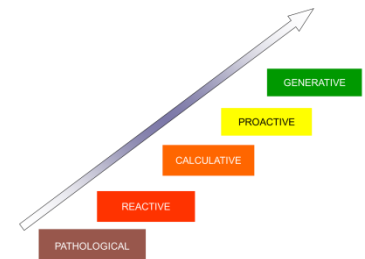 GENERATIVE
PROACTIVE
CALCULATIVE
REACTIVE
PATHOLOGICAL